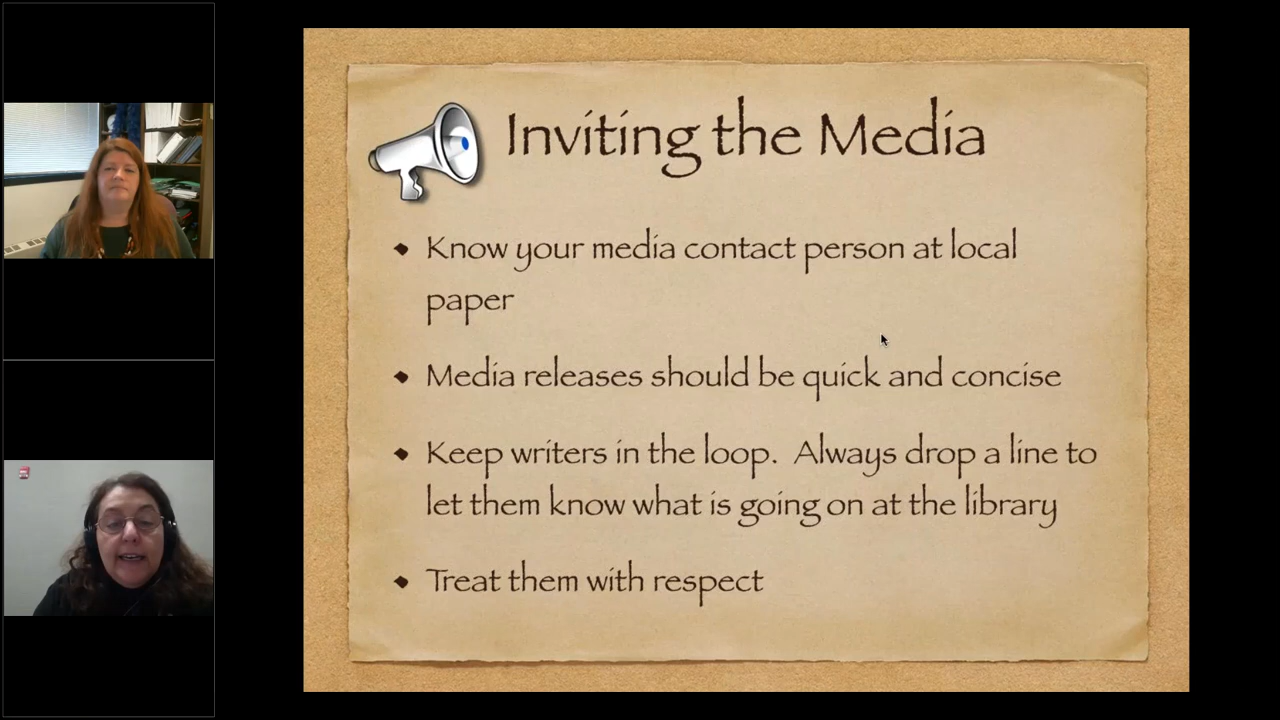 Inviting the Media
Know your media contact person at local
paper
Media releases should be quick and concise
Keep writers in the loop.  Always drop a line to
let them know what is going on at the library
Treat them with respect